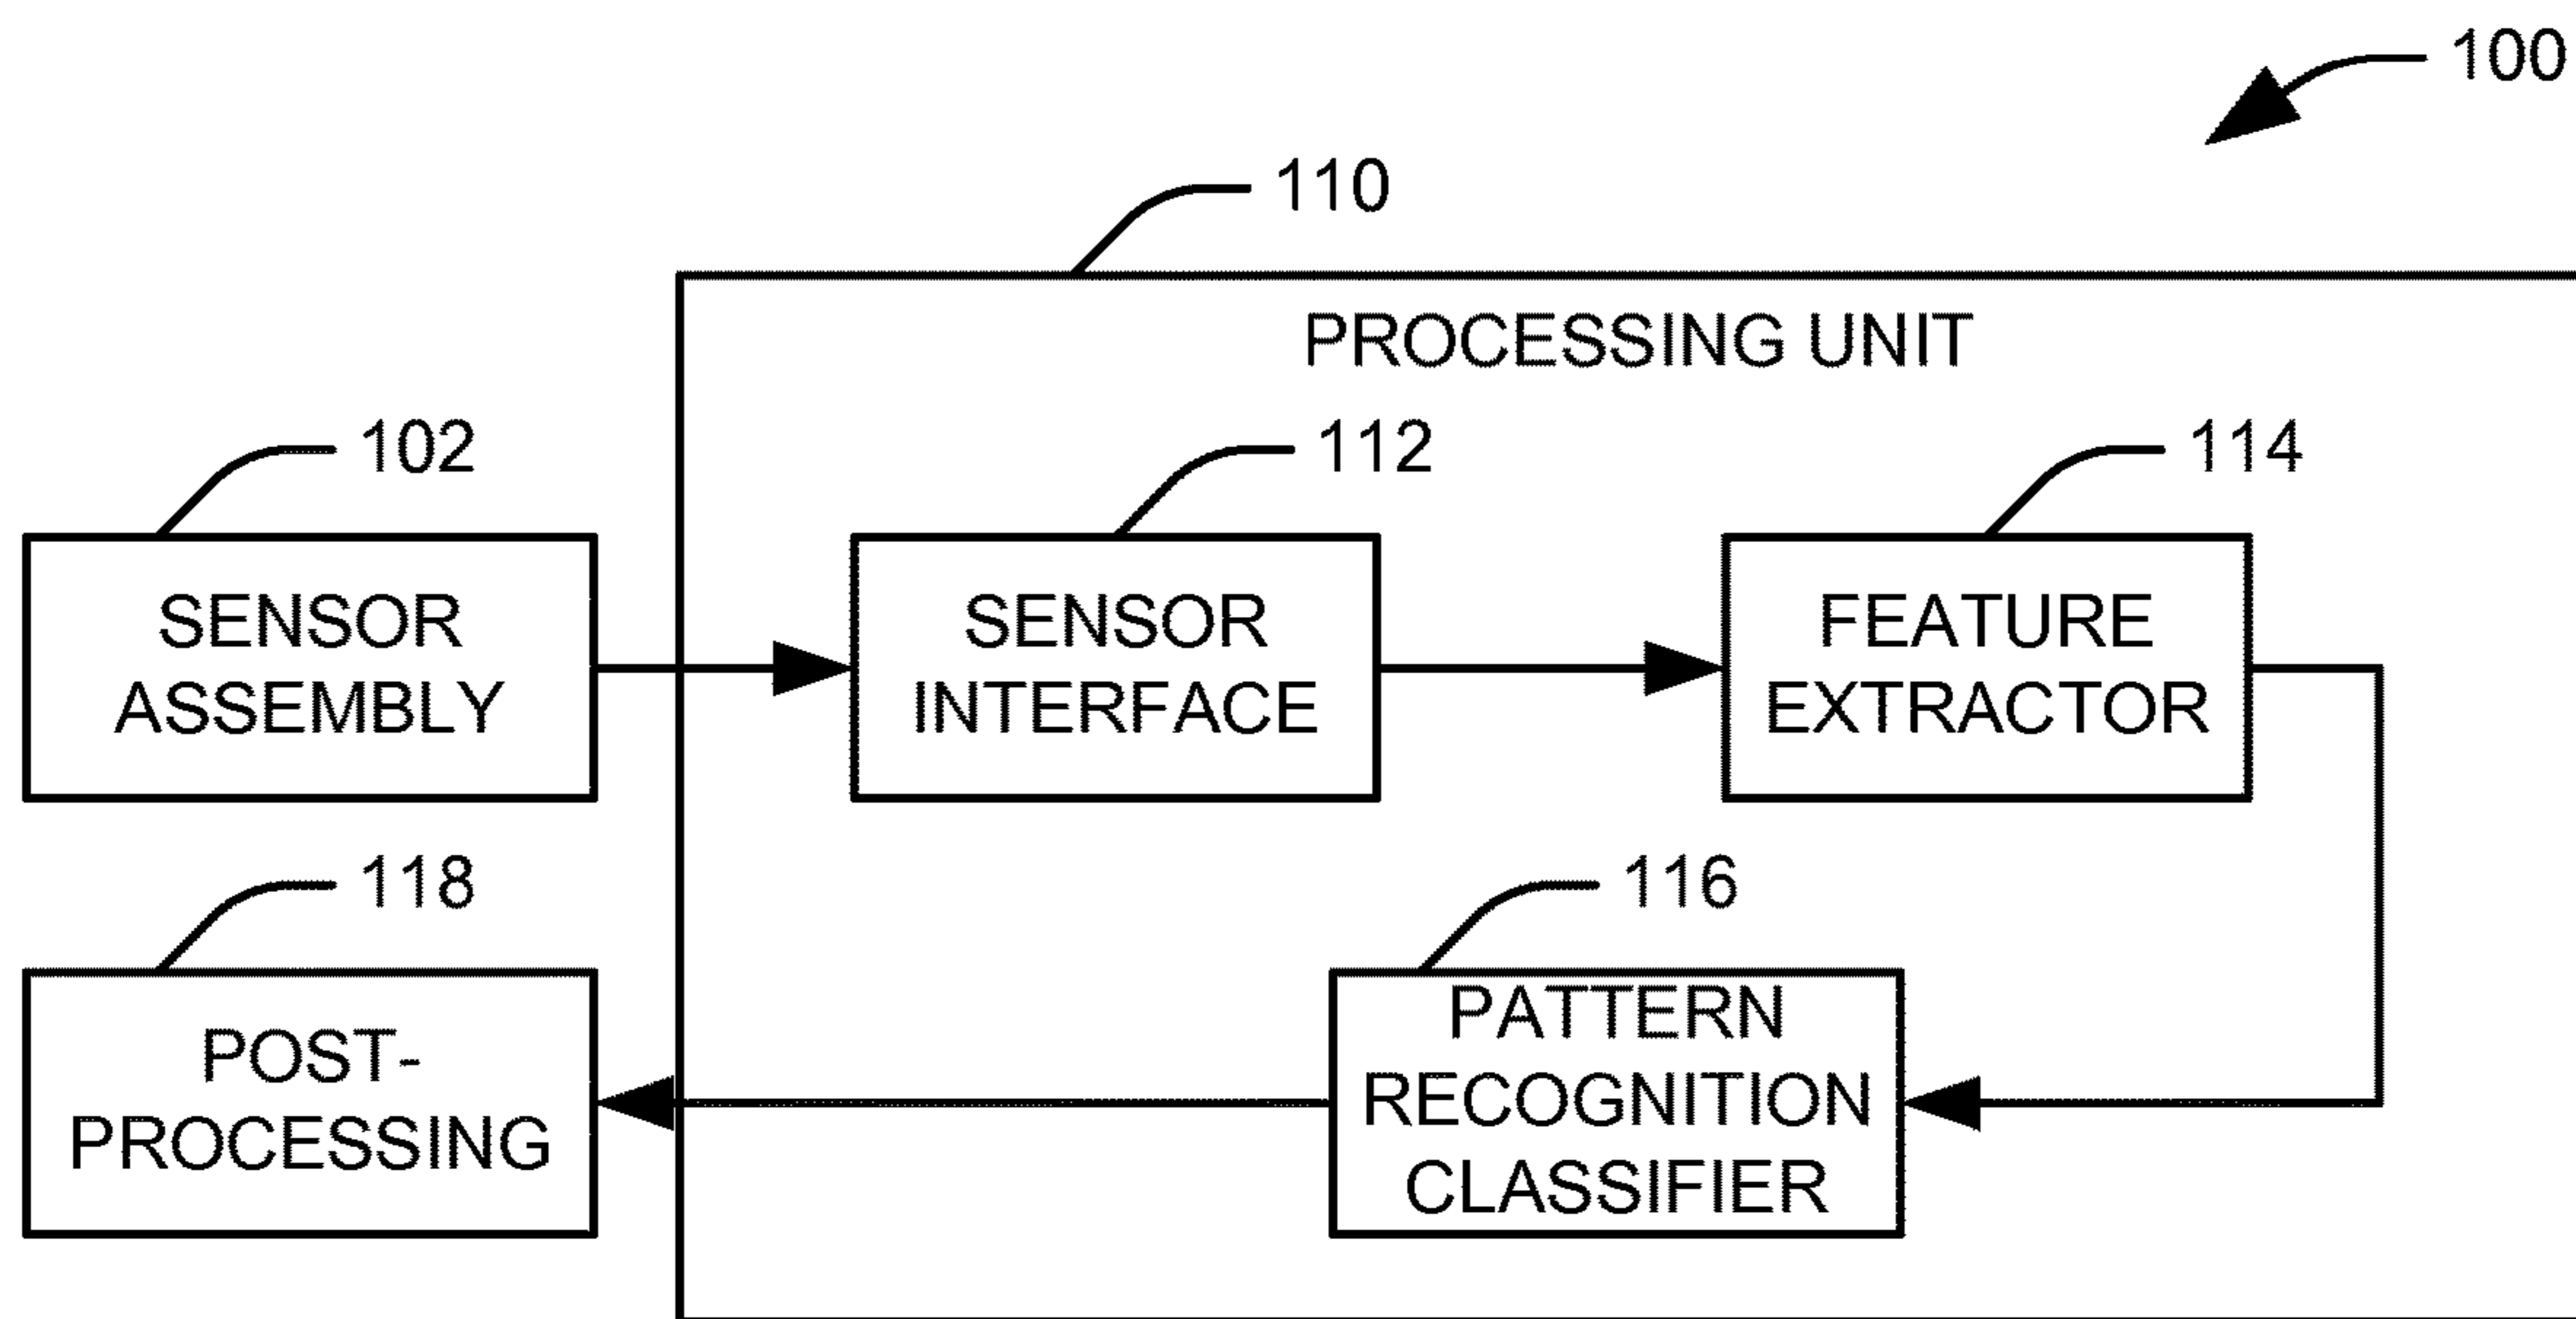 100
110
PROCESSING UNIT
102
112
114
SENSOR
ASSEMBLY
SENSOR
INTERFACE
FEATURE
EXTRACTOR
118
116
POST-
PROCESSING
PATTERN
RECOGNITION
CLASSIFIER